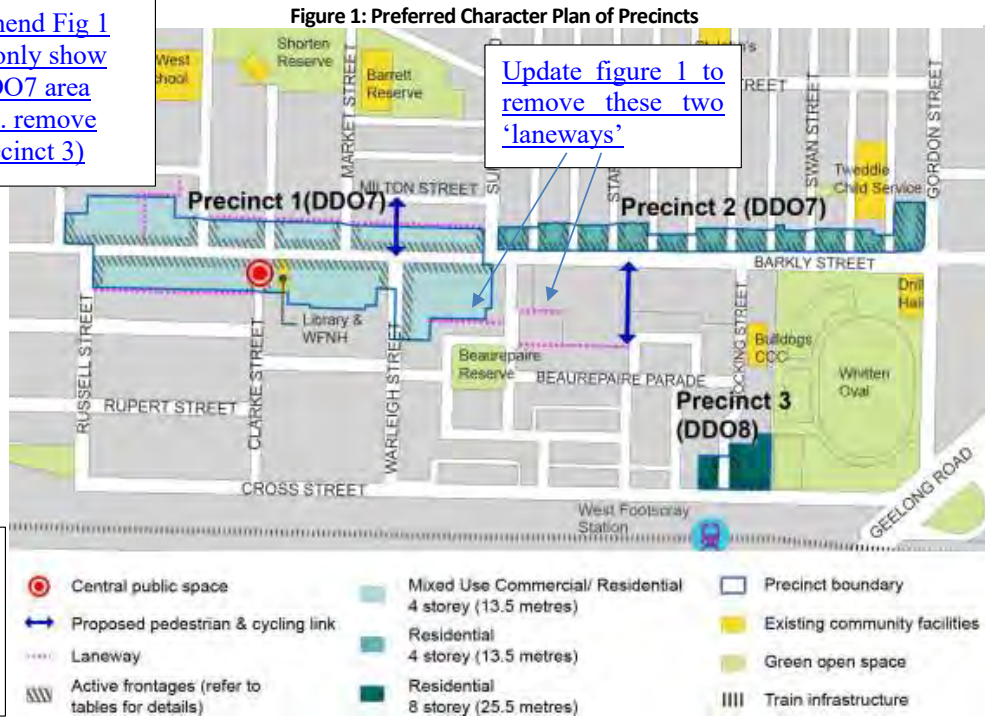 Figure 1: Preferred Character Plan of Precincts
end Fig 1
only show
O7 area
. remove
cinct 3)
Update figure 1 to
remove these two
‘laneways’
West
Shorten
Reserve
Barrett
Reserve
MARKET STREET
SWAN STREET
GORDON STREET
Tweddle
Child Service
MILTON STREET
Precinct 1(DDO7)
Precinct 2 (DDO7)
BARKLY STREET
Drill
Hall
Library &
WFNH
RUSSELL STREET
CLARKE STREET
WARLEIGH STREET
Beaurepaire
Reserve
BEAUREPAIRE PARADE
Bulldogs
CCC
Whitten
Oval
RUPERT STREET
Precinct 3
(DDO8)
CROSS STREET
West Footscray
Station
GEELONG ROAD
Central public space
Proposed pedestrian & cycling link
Laneway
Active frontages (refer to
tables for details)
Mixed Use Commercial/ Residential
4 storey (13.5 metres)
Residential
4 storey (13.5 metres)
Residential
8 storey (25.5 metres)
Precinct boundary
Existing community facilities
Green open space
Train infrastructure